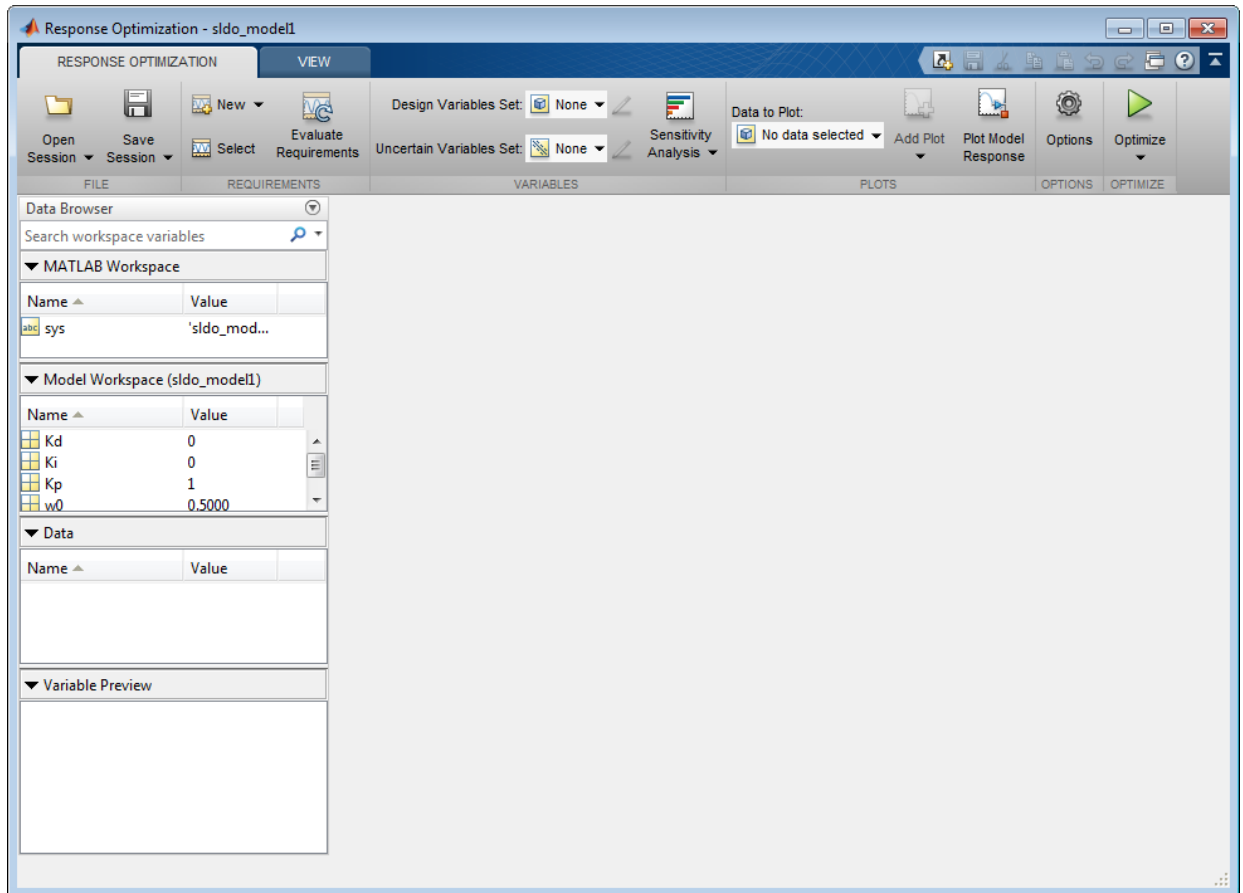 Response Optimization - sldo_model1
RESPONSE OPTIMIZATION VIEW
Open Session
Save Session
New
Select
Evaluate Requirements
Design Variables Set: None
Uncertain Variables Set: None
Sensitivity Analysis
Data to Plot:
No data selected
Add Plot
Plot Model Response
Options
Optimize
FILE REQUIREMENTS VARIABLES PLOTS OPTIONS OPTIMIZE
Data Browser
Search workspace variables
MATLAB Workspace
Name Value
abc sys 'sldo_mod...
Model Workspace (sldo_model1)
Name Value
Kd 0
Ki 0
Kp 1
w0 0.5000
Data
Name Value
Variable Preview